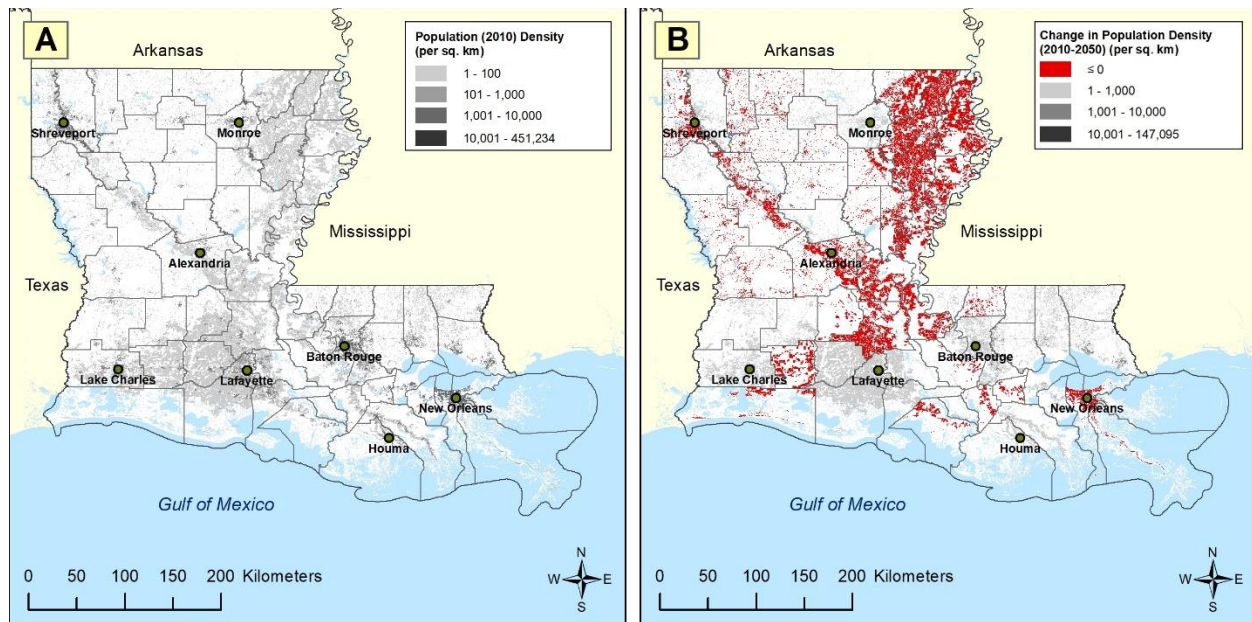 A
Arkansas
Population (2010) Density
(per sq. km)
1 - 100
101 - 1,000
1,001 - 10,000
10,001 - 451,234
Shreveport
Monroe
Mississippi
Alexandria
Texas
Baton Rouge
Lake Charles
Lafayette
New Orleans
Houma
Gulf of Mexico
0 50 100 150 200 Kilometers
N
W E
S
B
Arkansas
Change in Population Density
(2010-2050) (per sq. km)
≤ 0
1 - 1,000
1,001 - 10,000
10,001 - 147,095
Shreveport
Monroe
Mississippi
Alexandria
Texas
Baton Rouge
Lake Charles
Lafayette
New Orleans
Houma
Gulf of Mexico
0 50 100 150 200 Kilometers
N
W E
S